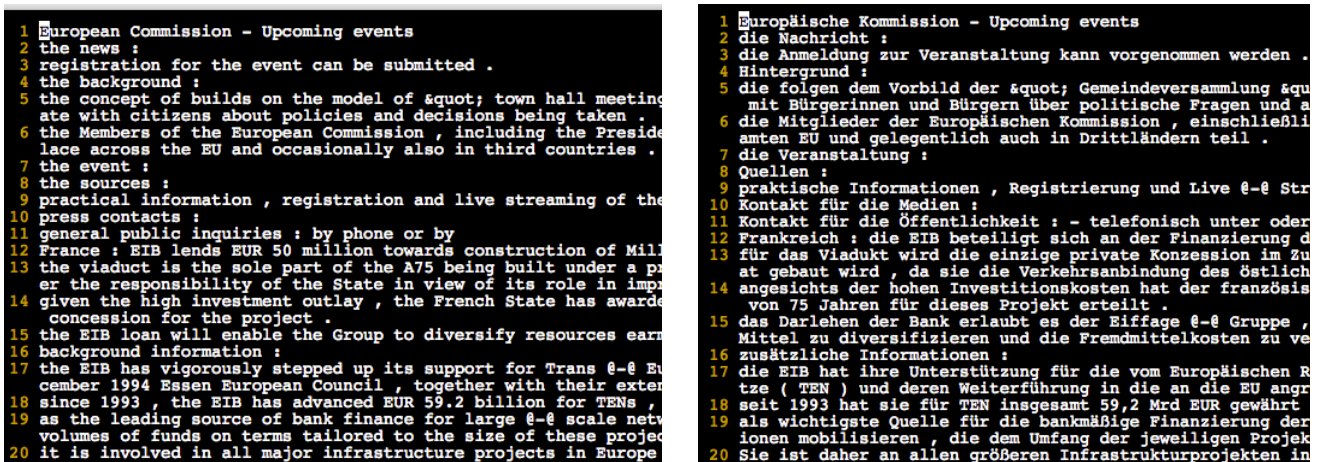 1 European Commission – Upcoming events
2 the news :
3 registration for the event can be submitted .
4 the background :
5 the concept of builds on the model of &quot; town hall meeting
ate with citizens about policies and decisions being taken .
6 the Members of the European Commission , including the Preside
lace across the EU and occasionally also in third countries .
7 the event :
8 the sources :
9 practical information , registration and live streaming of the
10 press contacts :
11 general public inquiries : by phone or by
12 France : EIB lends EUR 50 million towards construction of Mill
13 the viaduct is the sole part of the A75 being built under a pr
er the responsibility of the State in view of its role in impr
14 given the high investment outlay , the French State has awarde
concession for the project .
15 the EIB loan will enable the Group to diversify resources earn
16 background information :
17 the EIB has vigorously stepped up its support for Trans @-@ Eu
cember 1994 Essen European Council , together with their exter
18 since 1993 , the EIB has advanced EUR 59.2 billion for TENs ,
19 as the leading source of bank finance for large @-@ scale netw
volumes of funds on terms tailored to the size of these projec
20 it is involved in all major infrastructure projects in Europe
1 Europäische Kommission – Upcoming events
2 die Nachricht :
3 die Anmeldung zur Veranstaltung kann vorgenommen werden .
4 Hintergrund :
5 die folgen dem Vorbild der &quot; Gemeindeversammlung &qu
mit Bürgerinnen und Bürgern über politische Fragen und a
6 die Mitglieder der Europäischen Kommission , einschließli
amten EU und gelegentlich auch in Drittländern teil .
7 die Veranstaltung :
8 Quellen :
9 praktische Informationen , Registrierung und Live @-@ Str
10 Kontakt für die Medien :
11 Kontakt für die Öffentlichkeit : – telefonisch unter oder
12 Frankreich : die EIB beteiligt sich an der Finanzierung d
13 für das Viadukt wird die einzige private Konzession im Zu
at gebaut wird , da sie die Verkehrsanbindung des östlich
14 angesichts der hohen Investitionskosten hat der französis
von 75 Jahren für dieses Projekt erteilt .
15 das Darlehen der Bank erlaubt es der Eiffage @-@ Gruppe ,
Mittel zu diversifizieren und die Fremdmittelkosten zu ve
16 zusätzliche Informationen :
17 die EIB hat ihre Unterstützung für die vom Europäischen R
tze ( TEN ) und deren Weiterführung in die an die EU angr
18 seit 1993 hat sie für TEN insgesamt 59,2 Mrd EUR gewährt
19 als wichtigste Quelle für die bankmäßige Finanzierung der
ionen mobilisieren , die dem Umfang der jeweiligen Projek
20 Sie ist daher an allen größeren Infrastrukturprojekten in